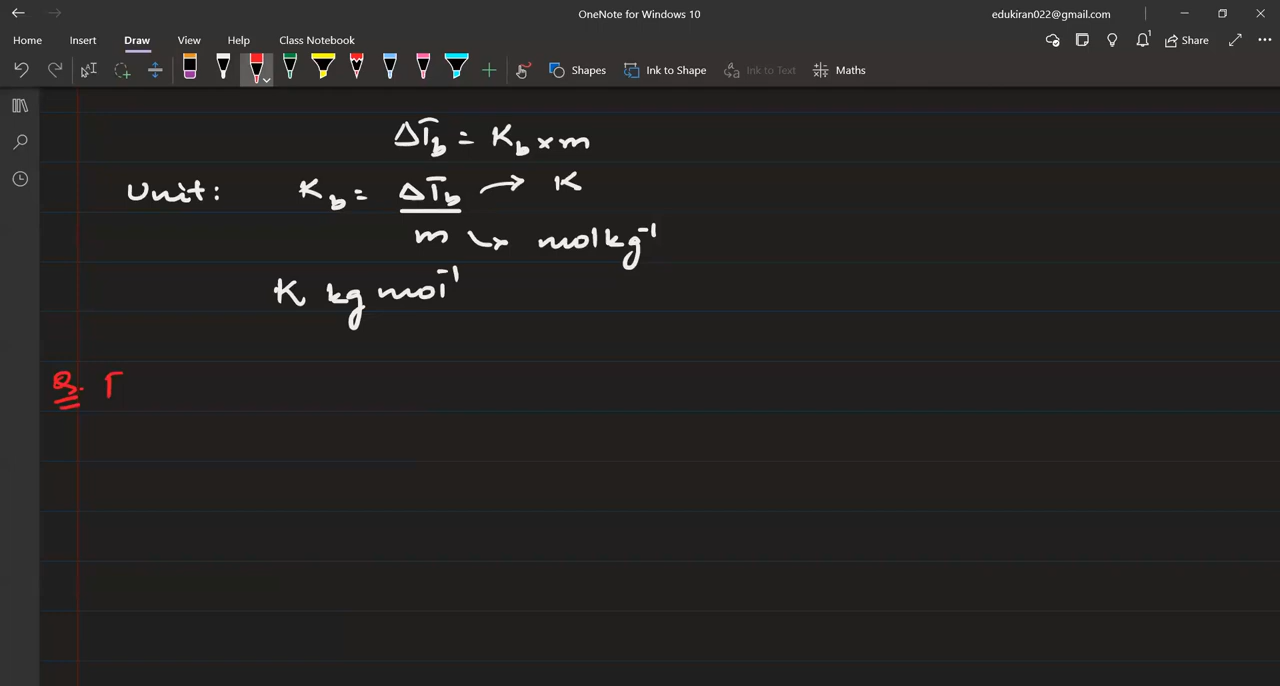 OneNote for Windows 10
edukiran022@gmail.com
Home Insert Draw View Help Class Notebook
Share
Shapes Ink to Shape Ink to Text Maths
ΔTb = Kb × m
Unit: Kb = ΔTb → K
m → mol kg⁻¹
K kg mol⁻¹
Q.